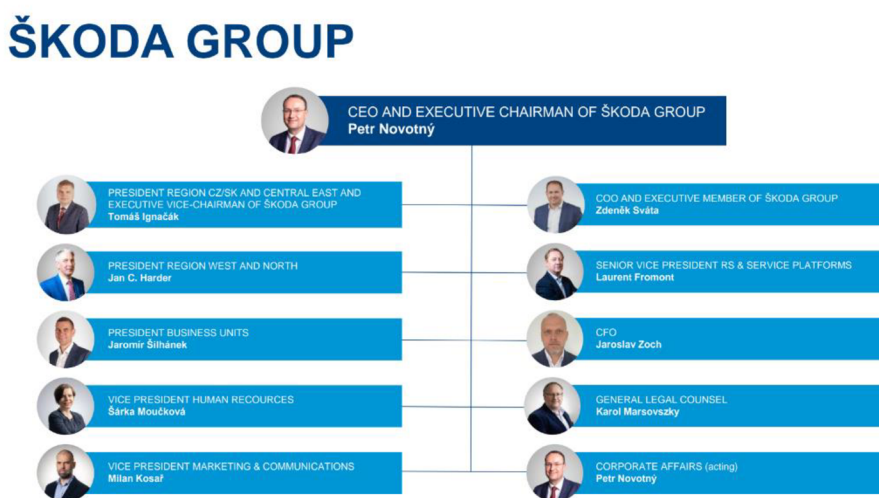 ŠKODA GROUP
CEO AND EXECUTIVE CHAIRMAN OF ŠKODA GROUP
Petr Novotný
PRESIDENT REGION CZ/SK AND CENTRAL EAST AND
EXECUTIVE VICE-CHAIRMAN OF ŠKODA GROUP
Tomáš Ignačák
COO AND EXECUTIVE MEMBER OF ŠKODA GROUP
Zdeněk Sváta
PRESIDENT REGION WEST AND NORTH
Jan C. Harder
SENIOR VICE PRESIDENT RS & SERVICE PLATFORMS
Laurent Fromont
PRESIDENT BUSINESS UNITS
Jaromír Šilhánek
CFO
Jaroslav Zoch
VICE PRESIDENT HUMAN RECOURCES
Šárka Moučková
GENERAL LEGAL COUNSEL
Karol Marsovszky
VICE PRESIDENT MARKETING & COMMUNICATIONS
Milan Kosař
CORPORATE AFFAIRS (acting)
Petr Novotný